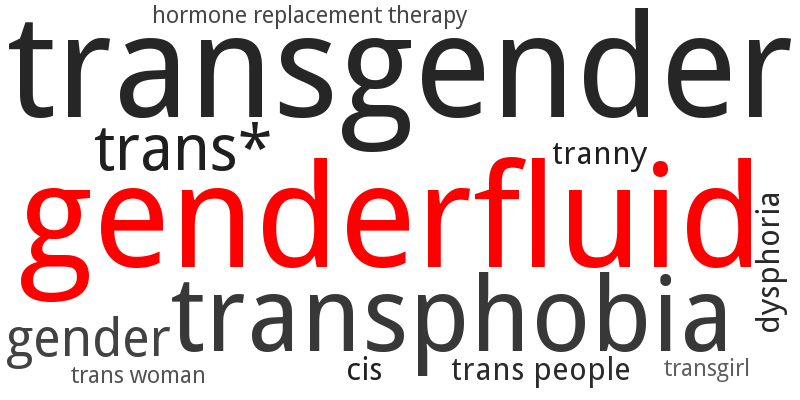 hormone replacement therapy
transgender
trans*
tranny
genderfluid
dysphoria
transphobia
gender
trans woman
cis
trans people
transgirl